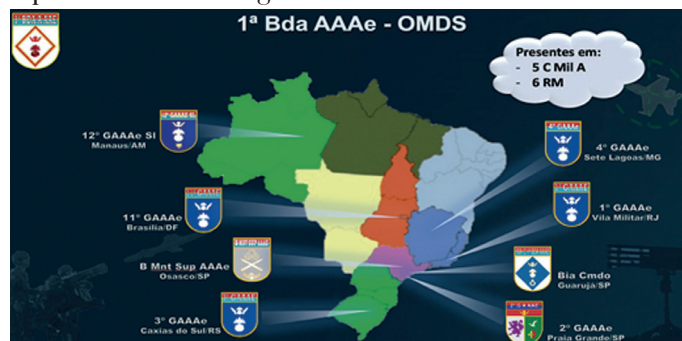 1ª Bda AAAe - OMDS
Presentes em:
- 5 C Mil A
- 6 RM
12º GAAAe Sl
Manaus/AM
11º GAAAe
Brasília/DF
B Mnt Sup AAAe
Osasco/SP
3º GAAAe
Caxias do Sul/RS
4º GAAAe
Sete Lagoas/MG
1º GAAAe
Vila Militar/RJ
Bia Cmdo
Guarujá/SP
2º GAAAe
Praia Grande/SP